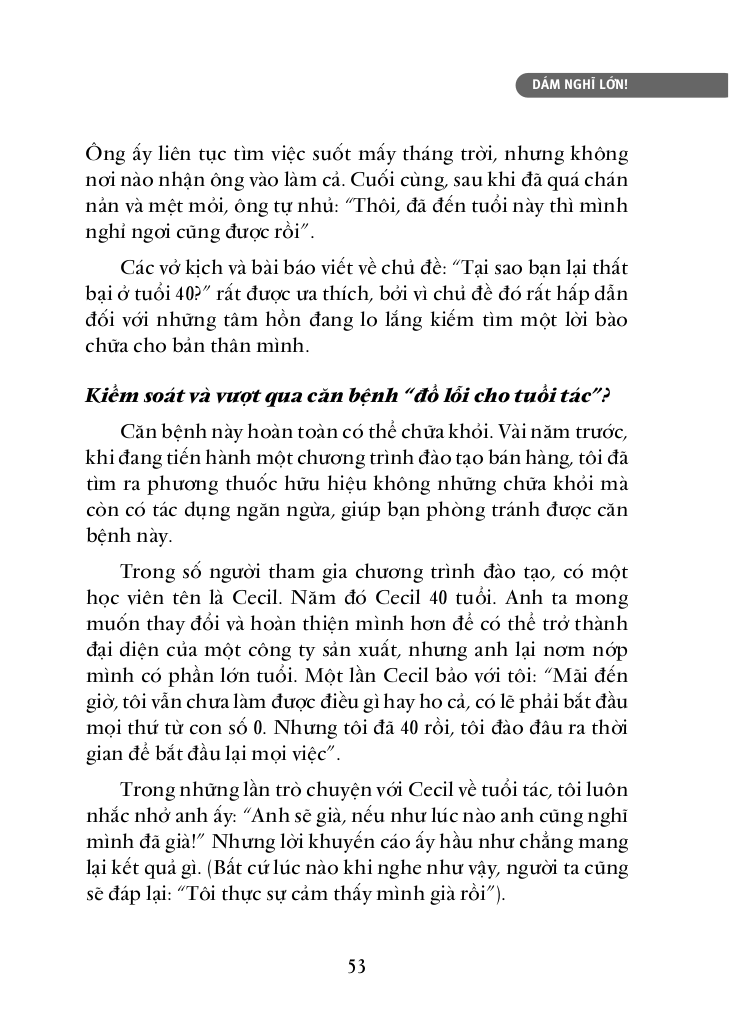 DÁM NGHĨ LỚN!
Ông ấy liên tục tìm việc suốt mấy tháng trời, nhưng không
nơi nào nhận ông vào làm cả. Cuối cùng, sau khi đã quá chán
nản và mệt mỏi, ông tự nhủ: “Thôi, đã đến tuổi này thì mình
nghỉ ngơi cũng được rồi”.
Các vở kịch và bài báo viết về chủ đề: “Tại sao bạn lại thất
bại ở tuổi 40?” rất được ưa thích, bởi vì chủ đề đó rất hấp dẫn
đối với những tâm hồn đang lo lắng kiếm tìm một lời bào
chữa cho bản thân mình.
Kiểm soát và vượt qua căn bệnh “đổ lỗi cho tuổi tác”?
Căn bệnh này hoàn toàn có thể chữa khỏi. Vài năm trước,
khi đang tiến hành một chương trình đào tạo bán hàng, tôi đã
tìm ra phương thuốc hữu hiệu không những chữa khỏi mà
còn có tác dụng ngăn ngừa, giúp bạn phòng tránh được căn
bệnh này.
Trong số người tham gia chương trình đào tạo, có một
học viên tên là Cecil. Năm đó Cecil 40 tuổi. Anh ta mong
muốn thay đổi và hoàn thiện mình hơn để có thể trở thành
đại diện của một công ty sản xuất, nhưng anh lại nơm nớp
mình có phần lớn tuổi. Một lần Cecil bảo với tôi: “Mãi đến
giờ, tôi vẫn chưa làm được điều gì hay ho cả, có lẽ phải bắt đầu
mọi thứ từ con số 0. Nhưng tôi đã 40 rồi, tôi đào đâu ra thời
gian để bắt đầu lại mọi việc”.
Trong những lần trò chuyện với Cecil về tuổi tác, tôi luôn
nhắc nhở anh ấy: “Anh sẽ già, nếu như lúc nào anh cũng nghĩ
mình đã già!” Nhưng lời khuyến cáo ấy hầu như chẳng mang
lại kết quả gì. (Bất cứ lúc nào khi nghe như vậy, người ta cũng
sẽ đáp lại: “Tôi thực sự cảm thấy mình già rồi”).
53